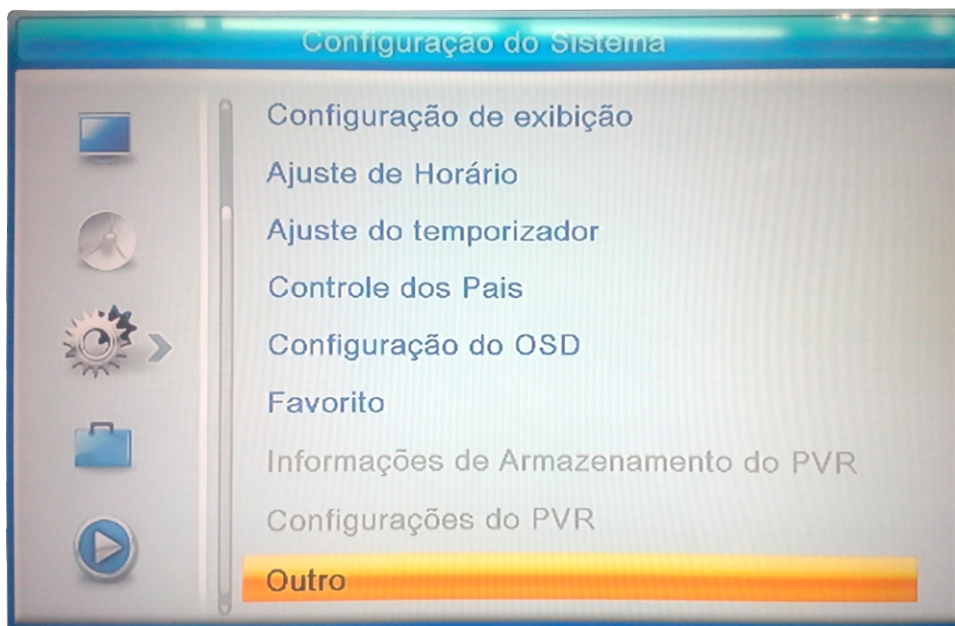 Configuração do Sistema
Configuração de exibição
Ajuste de Horário
Ajuste do temporizador
Controle dos Pais
Configuração do OSD
Favorito
Informações de Armazenamento do PVR
Configurações do PVR
Outro